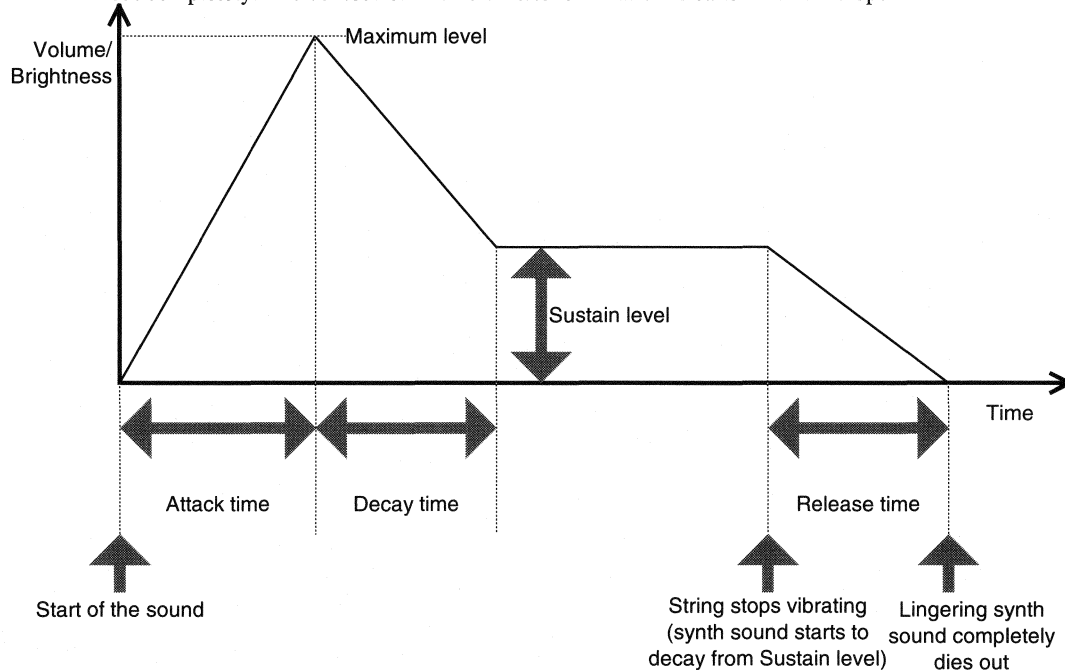 Maximum level
Volume/
Brightness
Sustain level
Time
Attack time
Decay time
Release time
Start of the sound
String stops vibrating
(synth sound starts to
decay from Sustain level)
Lingering synth
sound completely
dies out